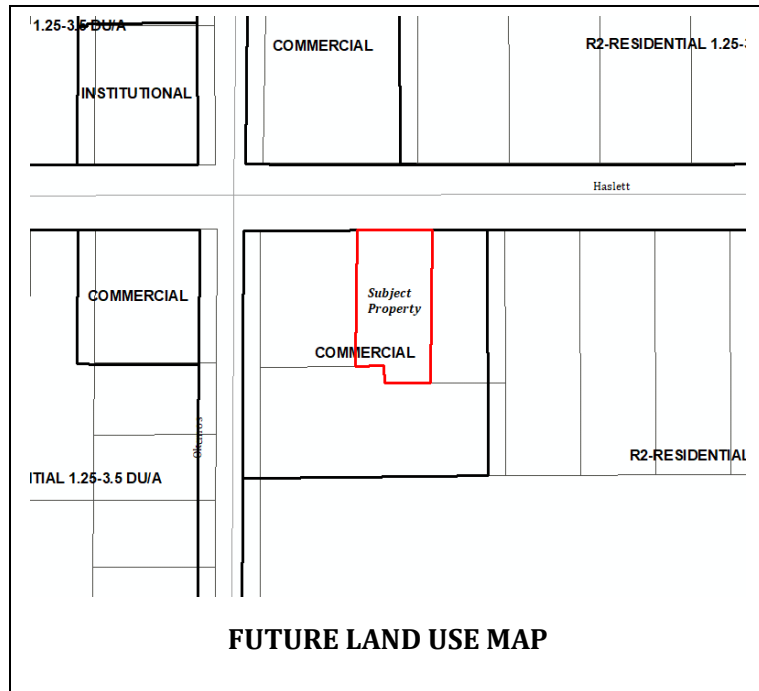 1.25-3.5 DU/A
COMMERCIAL
R2-RESIDENTIAL 1.25-
INSTITUTIONAL
Haslett
Subject
Property
COMMERCIAL
COMMERCIAL
Okemos
R2-RESIDENTIAL
ITIAL 1.25-3.5 DU/A
FUTURE LAND USE MAP